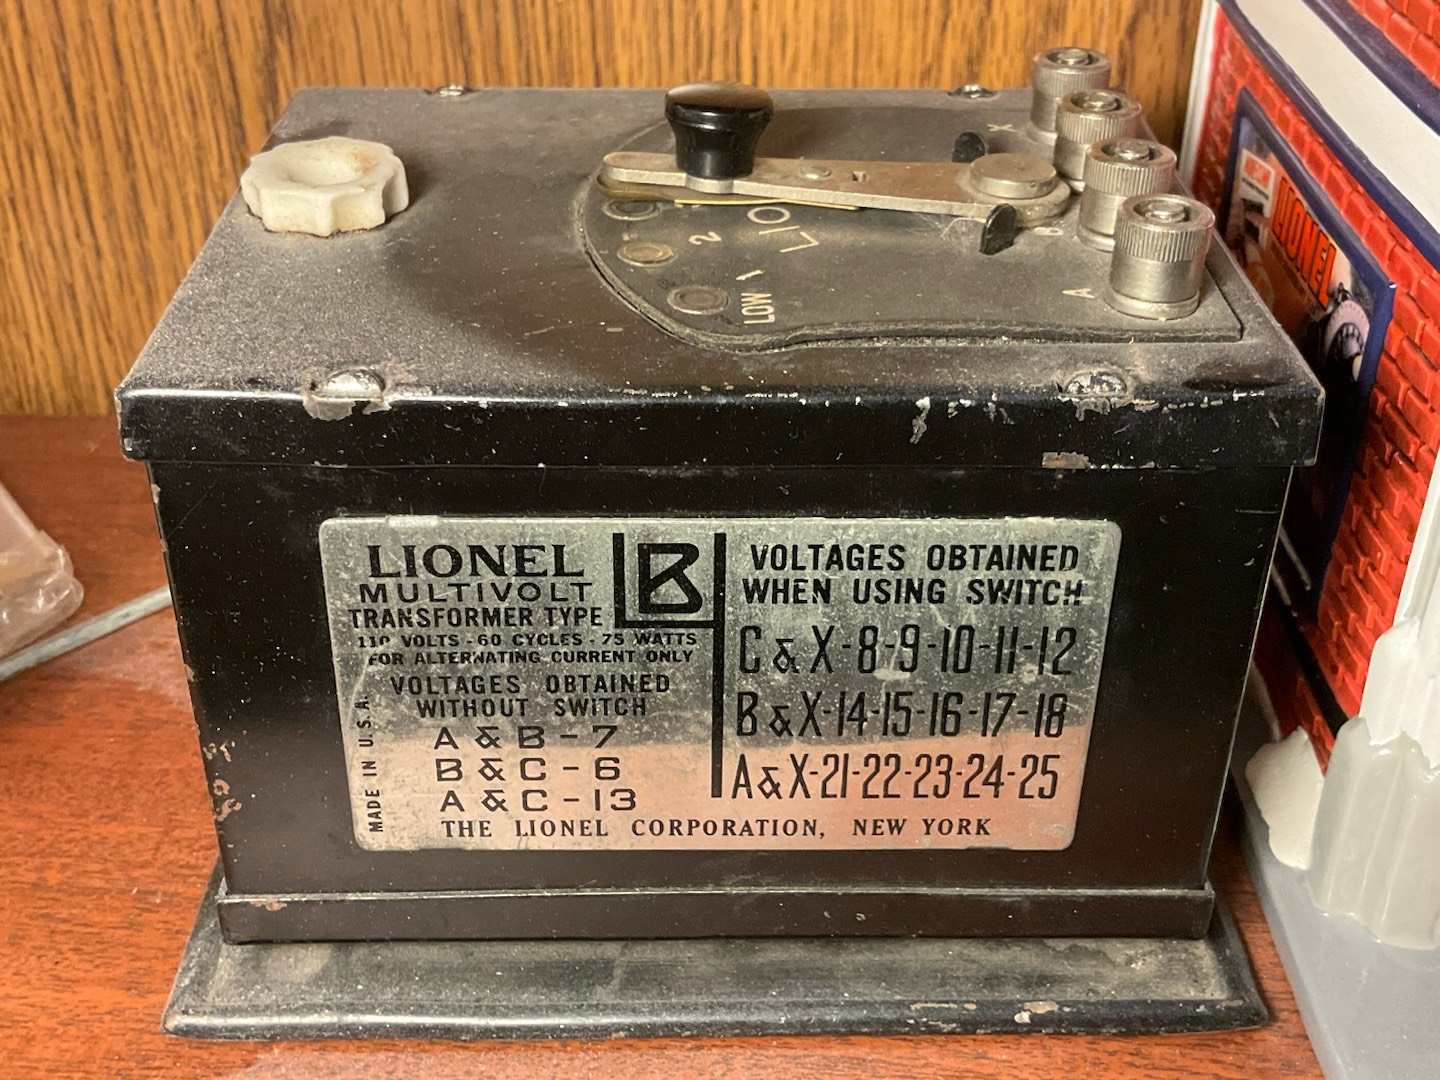 X
B
A
2
LIO
LOW 1
LIONEL
LIONEL
MULTIVOLT
TRANSFORMER TYPE B
110 VOLTS - 60 CYCLES - 75 WATTS
FOR ALTERNATING CURRENT ONLY
VOLTAGES OBTAINED
WITHOUT SWITCH
A & B - 7
B & C - 6
A & C - 13
MADE IN U.S.A.
VOLTAGES OBTAINED
WHEN USING SWITCH
C & X-8-9-10-11-12
B & X-14-15-16-17-18
A & X-21-22-23-24-25
THE LIONEL CORPORATION, NEW YORK